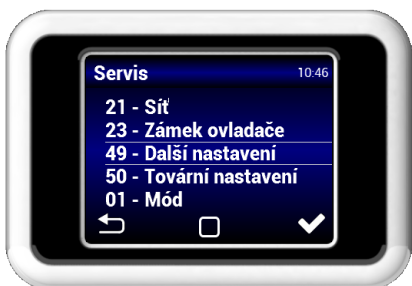 Servis 10:46
21 - Síť
23 - Zámek ovladače
49 - Další nastavení
50 - Tovární nastavení
01 - Mód